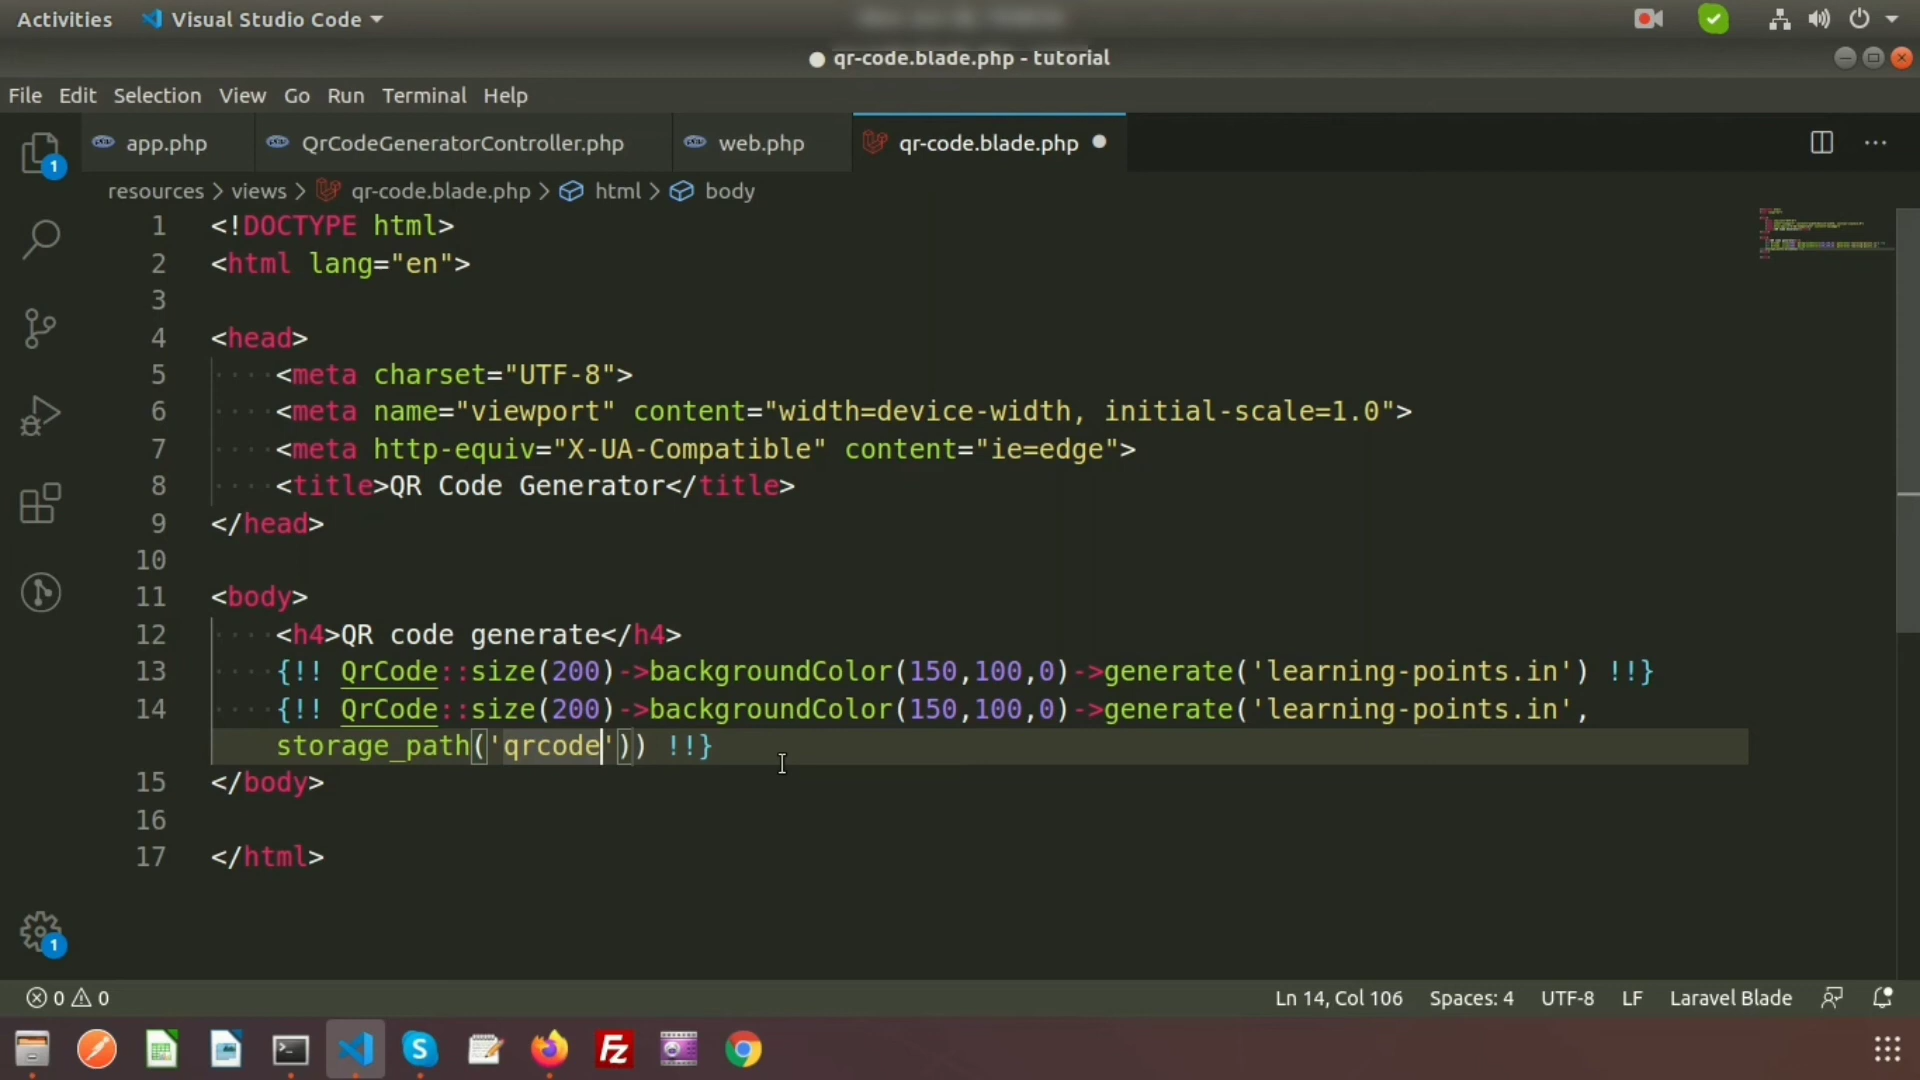 Activities Visual Studio Code
qr-code.blade.php - tutorial
File Edit Selection View Go Run Terminal Help
app.php QrCodeGeneratorController.php web.php qr-code.blade.php
resources > views > qr-code.blade.php > html > body
1 <!DOCTYPE html>
2 <html lang="en">
3
4 <head>
5 <meta charset="UTF-8">
6 <meta name="viewport" content="width=device-width, initial-scale=1.0">
7 <meta http-equiv="X-UA-Compatible" content="ie=edge">
8 <title>QR Code Generator</title>
9 </head>
10
11 <body>
12 <h4>QR code generate</h4>
13 {!! QrCode::size(200)->backgroundColor(150,100,0)->generate('learning-points.in') !!}
14 {!! QrCode::size(200)->backgroundColor(150,100,0)->generate('learning-points.in',
storage_path('qrcode')) !!}
15 </body>
16
17 </html>
1
1
0 0 Ln 14, Col 106 Spaces: 4 UTF-8 LF Laravel Blade
S Fz